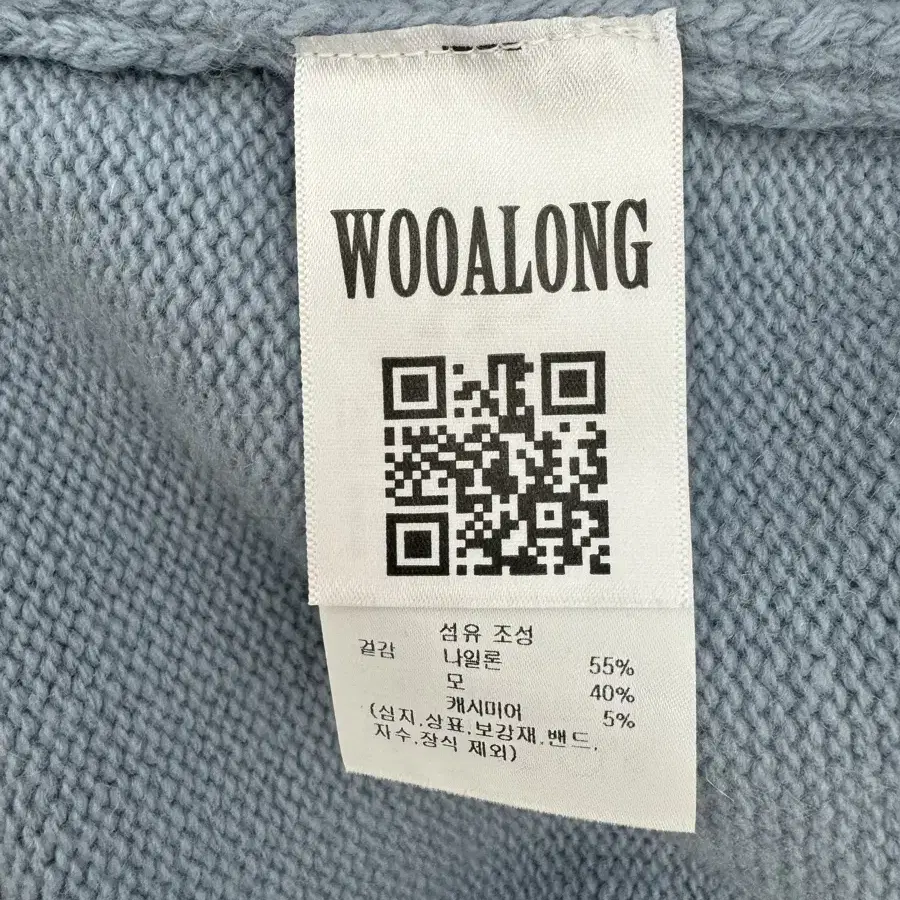 WOOALONG
섬유 조성
겉감 나일론 55%
모 40%
캐시미어 5%
(심지,상표,보강재,밴드,
자수,장식 제외)